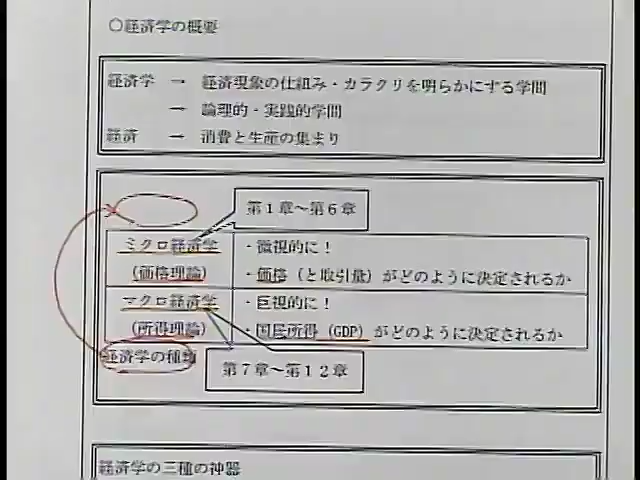 ○経済学の概要
経済学 → 経済現象の仕組み・カラクリを明らかにする学問
→ 論理的・実践的学問
経済 → 消費と生産の集まり
第1章～第6章
ミクロ経済学 ・微視的に！
(価格理論) ・価格(と取引量)がどのように決定されるか
マクロ経済学 ・巨視的に！
(所得理論) ・国民所得(GDP)がどのように決定されるか
経済学の種類
第7章～第12章
経済学の三種の神器